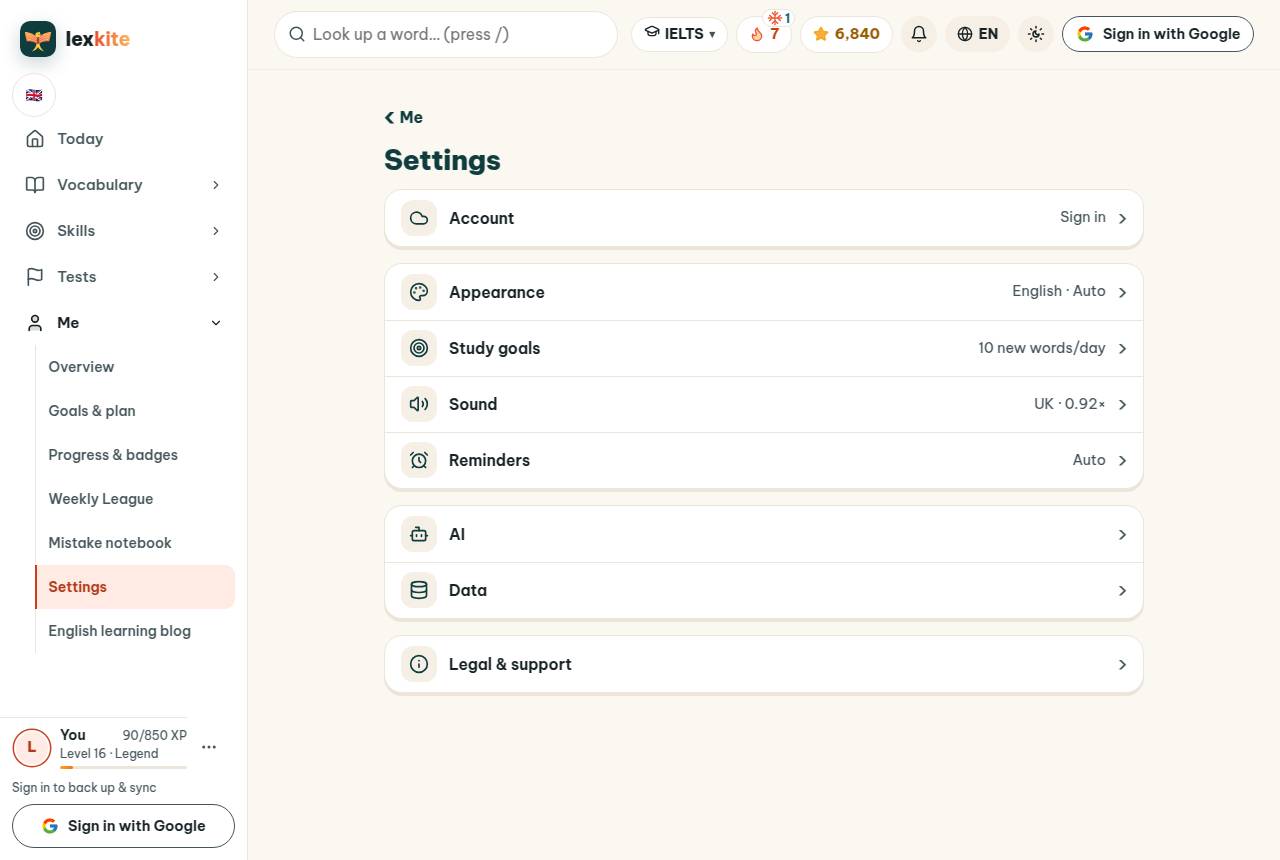 lexkite
Look up a word... (press /)
IELTS ▾
1
7
6,840
EN
Sign in with Google
Today
Vocabulary
Skills
Tests
Me
Overview
Goals & plan
Progress & badges
Weekly League
Mistake notebook
Settings
English learning blog
L
You 90/850 XP
Level 16 · Legend
Sign in to back up & sync
Sign in with Google
Me
Settings
Account Sign in
Appearance English · Auto
Study goals 10 new words/day
Sound UK · 0.92×
Reminders Auto
AI
Data
Legal & support